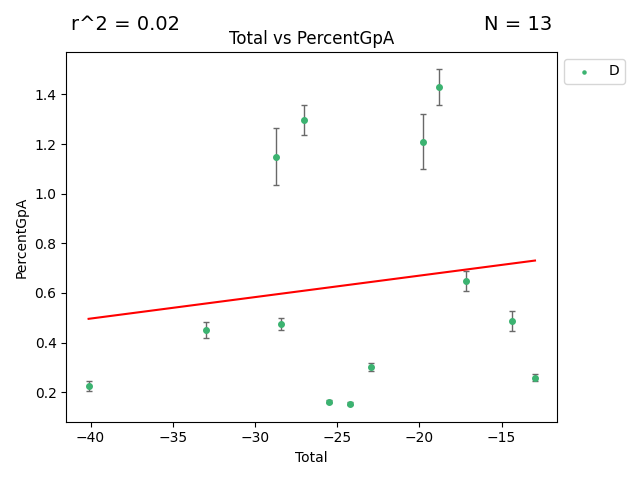 r^2 = 0.02
N = 13
Total vs PercentGpA
D
PercentGpA
1.4
1.2
1.0
0.8
0.6
0.4
0.2
−40
−35
−30
−25
−20
−15
Total